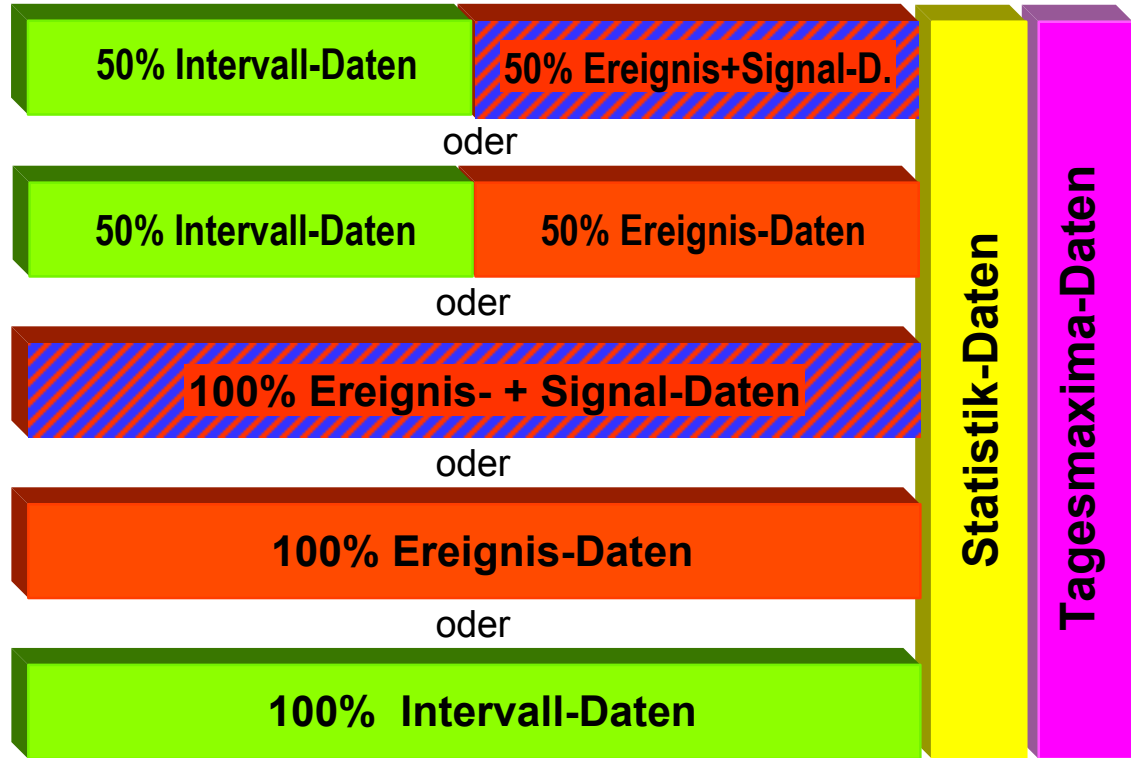 50% Intervall-Daten
50% Ereignis+Signal-D.
oder
50% Intervall-Daten
50% Ereignis-Daten
oder
100% Ereignis- + Signal-Daten
oder
100% Ereignis-Daten
oder
100% Intervall-Daten
Statistik-Daten
Tagesmaxima-Daten